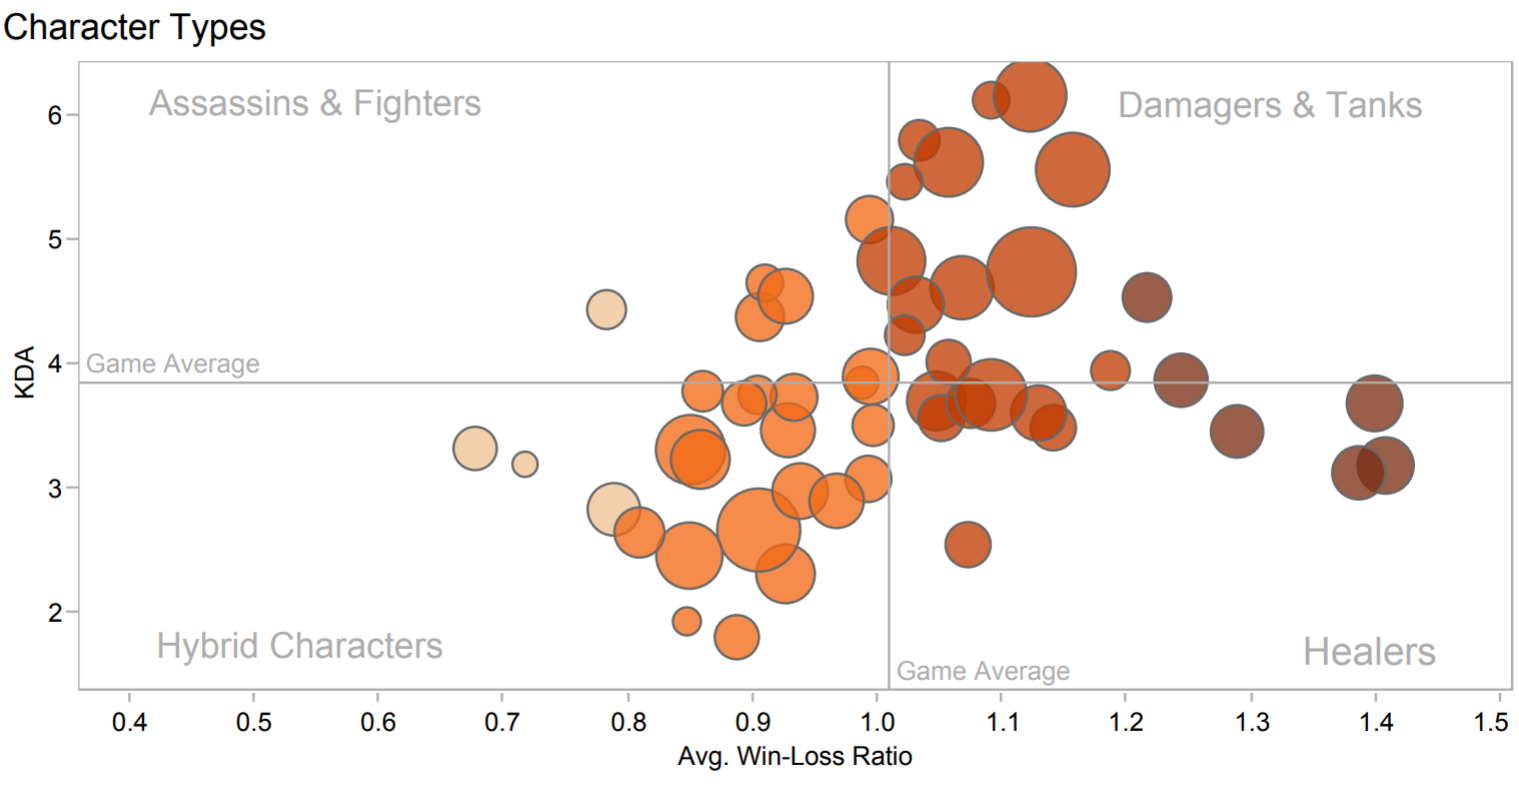 Character Types
Assassins & Fighters
Damagers & Tanks
6
5
4
3
2
KDA
Game Average
Hybrid Characters
Healers
Game Average
0.4 0.5 0.6 0.7 0.8 0.9 1.0 1.1 1.2 1.3 1.4 1.5
Avg. Win-Loss Ratio